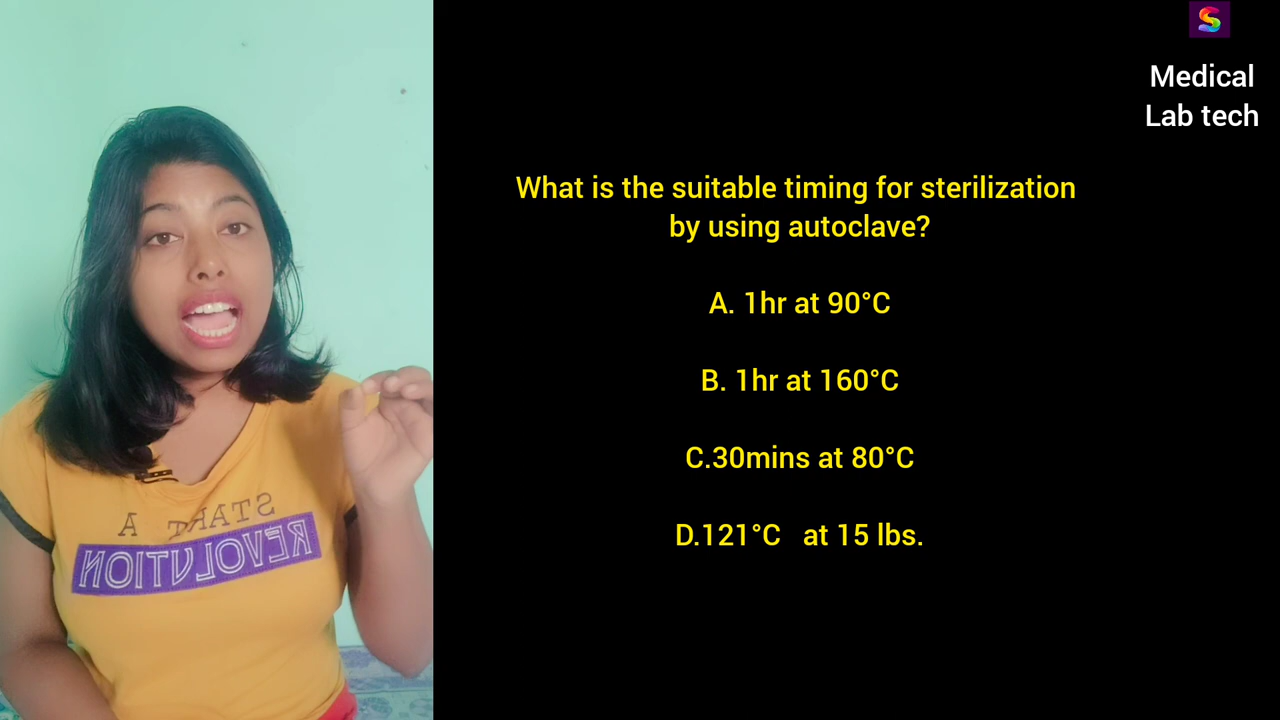 Medical
Lab tech
What is the suitable timing for sterilization
by using autoclave?
A. 1hr at 90°C
B. 1hr at 160°C
C.30mins at 80°C
D.121°C at 15 lbs.
START A
REVOLUTION